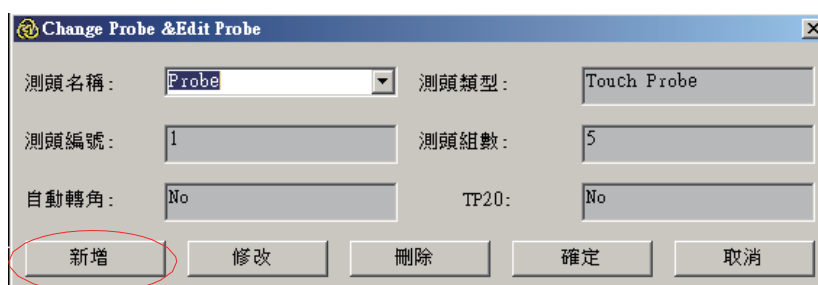 Change Probe &Edit Probe
測頭名稱: Probe 測頭類型: Touch Probe
測頭編號: 1 測頭組數: 5
自動轉角: No TP20: No
新增 修改 刪除 確定 取消